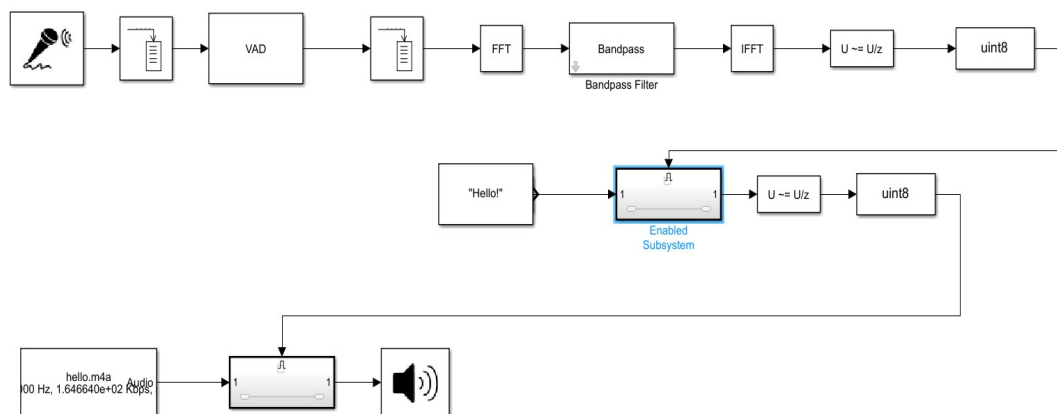 VAD
FFT
Bandpass
Bandpass Filter
IFFT
U ~= U/z
uint8
"Hello!"
1
1
Enabled
Subsystem
U ~= U/z
uint8
hello.m4a
Audio
000 Hz, 1.646640e+02 Kbps,
1
1